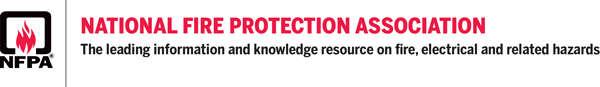 NATIONAL FIRE PROTECTION ASSOCIATION
The leading information and knowledge resource on fire, electrical and related hazards
NFPA®